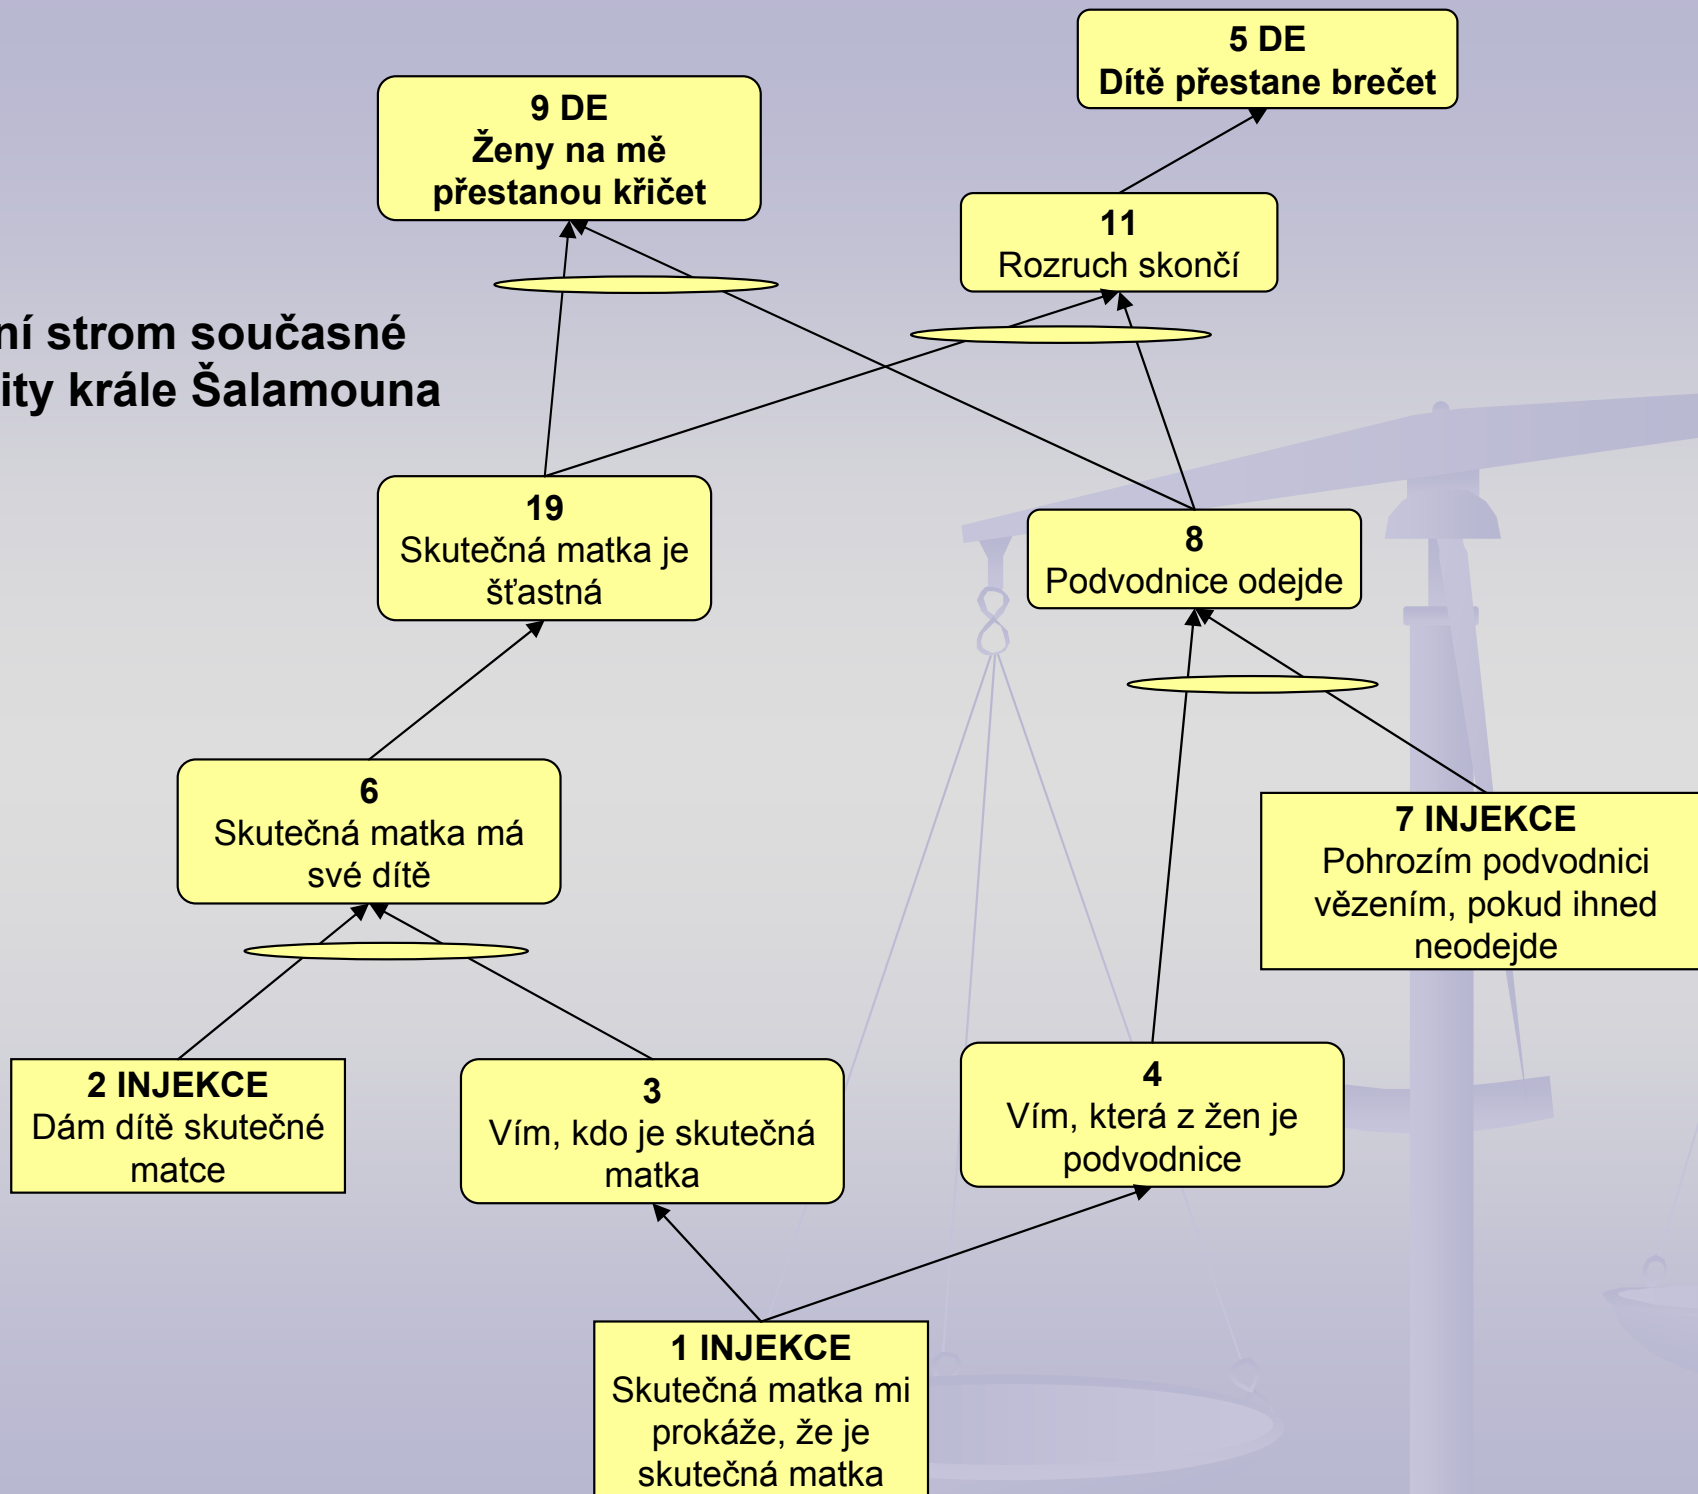 5 DE
Dítě přestane brečet
9 DE
Ženy na mě
přestanou křičet
11
Rozruch skončí
ní strom současné
ity krále Šalamouna
19
Skutečná matka je
šťastná
8
Podvodnice odejde
6
Skutečná matka má
své dítě
7 INJEKCE
Pohrozím podvodnici
vězením, pokud ihned
neodejde
2 INJEKCE
Dám dítě skutečné
matce
3
Vím, kdo je skutečná
matka
4
Vím, která z žen je
podvodnice
1 INJEKCE
Skutečná matka mi
prokáže, že je
skutečná matka